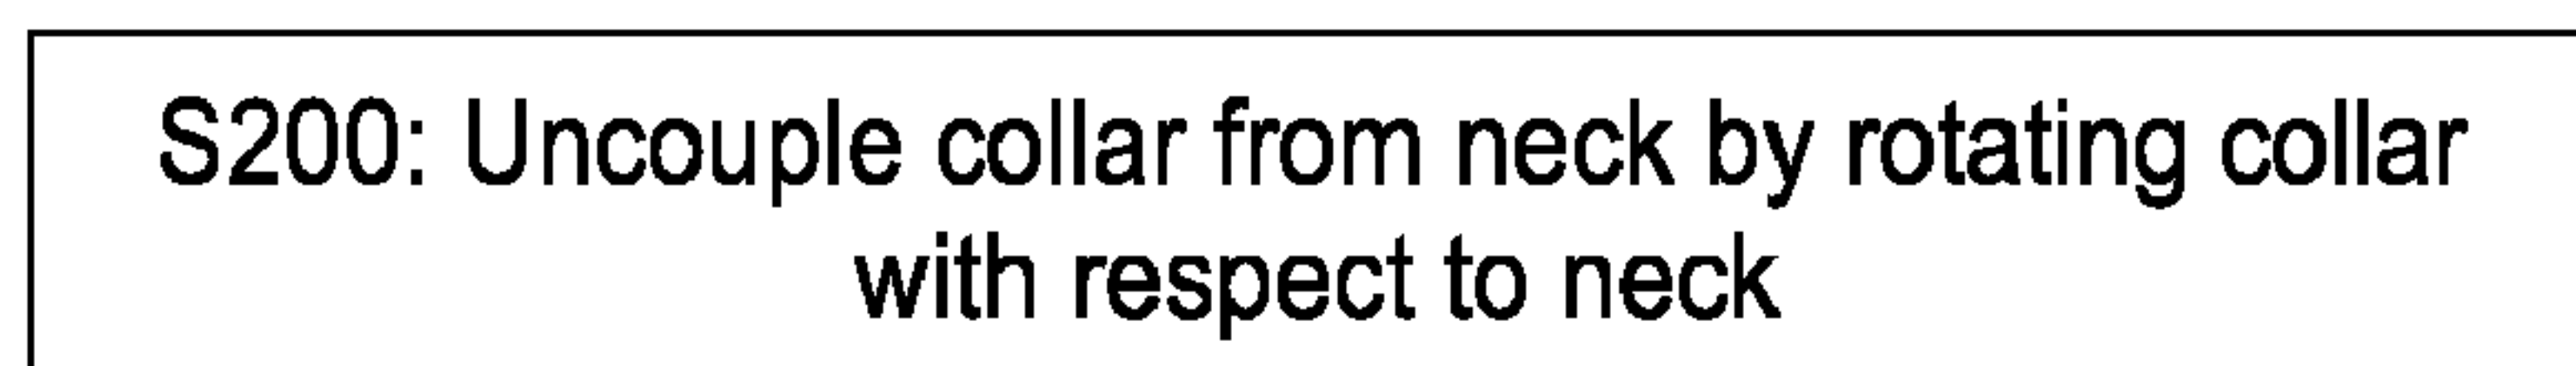 S200: Uncouple collar from neck by rotating collar
with respect to neck